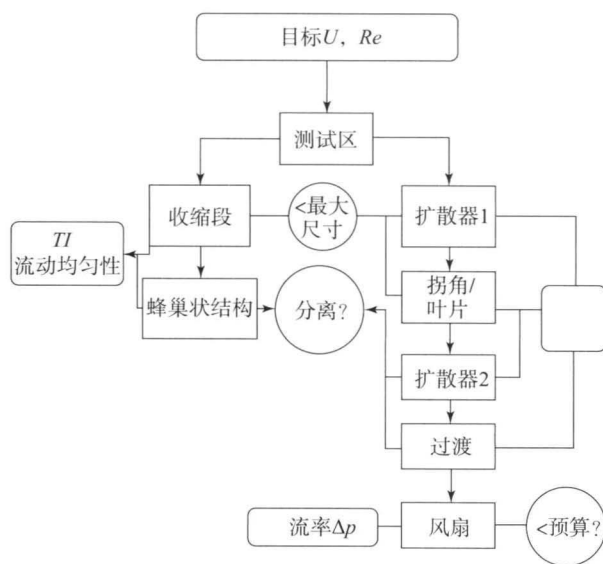 目标U，Re
测试区
收缩段
<最大
尺寸
扩散器1
TI
流动均匀性
蜂巢状结构
分离?
拐角/
叶片
扩散器2
过渡
流率Δp
风扇
<预算?